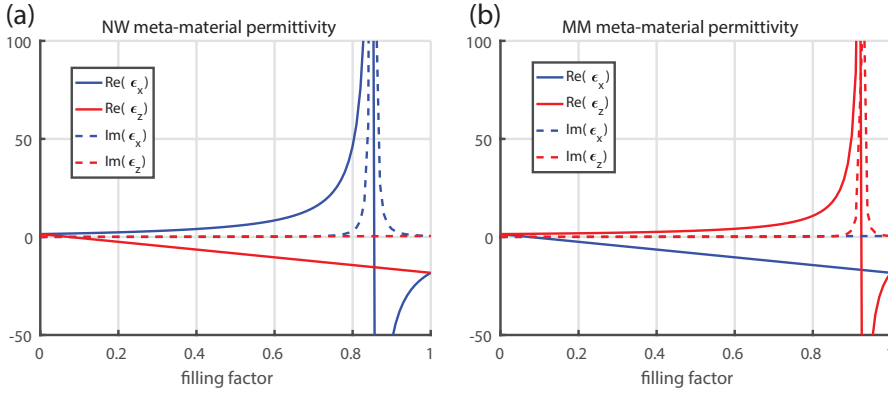 (a)
NW meta-material permittivity
100
50
0
-50
Re( ϵx)
Re( ϵz)
Im( ϵx)
Im( ϵz)
0 0.2 0.4 0.6 0.8 1
filling factor
(b)
MM meta-material permittivity
100
50
0
-50
Re( ϵx)
Re( ϵz)
Im( ϵx)
Im( ϵz)
0 0.2 0.4 0.6 0.8 1
filling factor